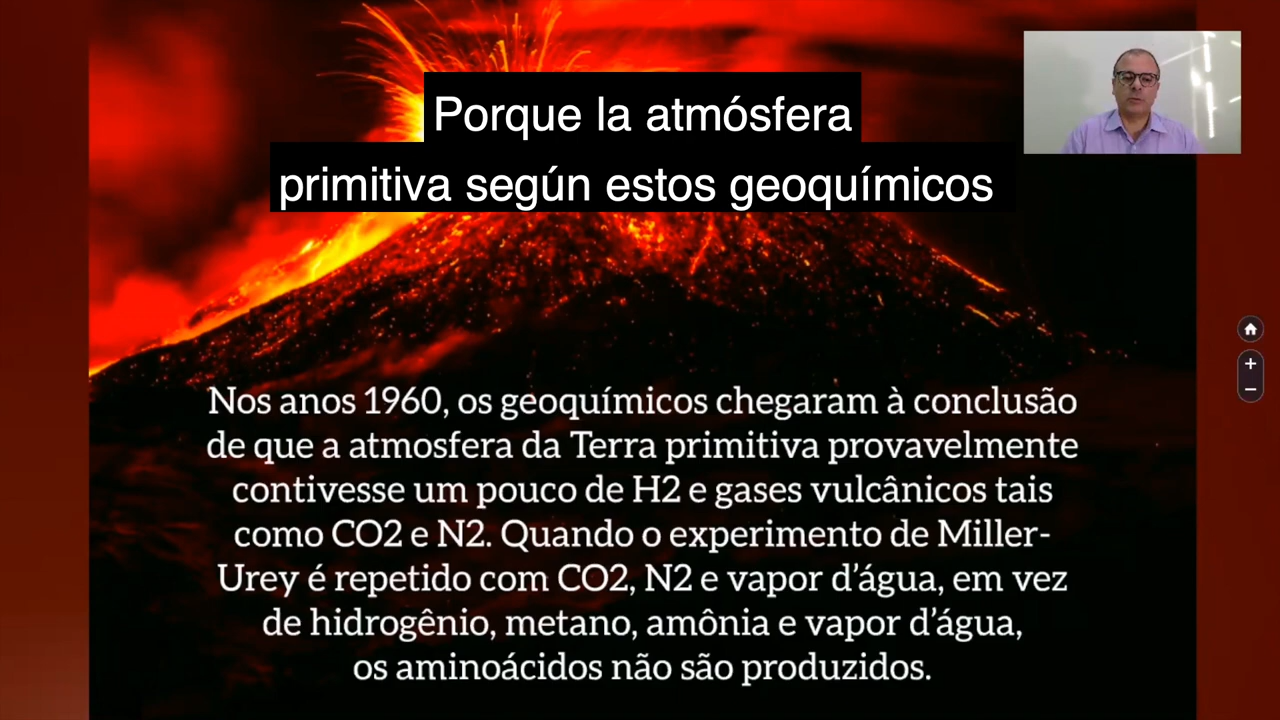 Porque la atmósfera
primitiva según estos geoquímicos
Nos anos 1960, os geoquímicos chegaram à conclusão
de que a atmosfera da Terra primitiva provavelmente
contivesse um pouco de H2 e gases vulcânicos tais
como CO2 e N2. Quando o experimento de Miller-
Urey é repetido com CO2, N2 e vapor d’água, em vez
de hidrogênio, metano, amônia e vapor d’água,
os aminoácidos não são produzidos.